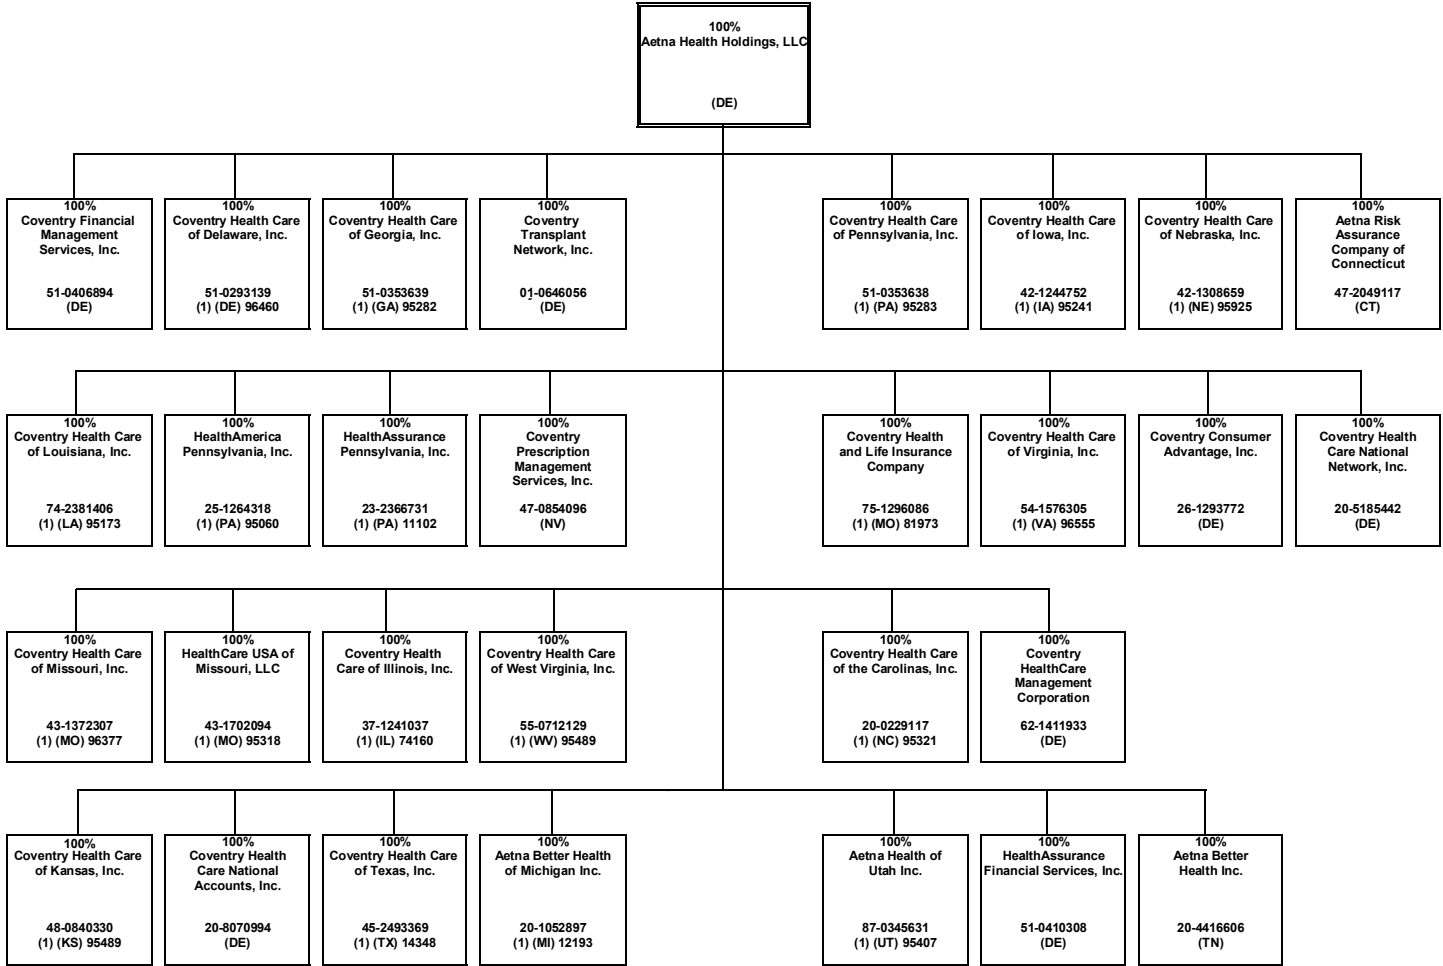 100%
Aetna Health Holdings, LLC
(DE)
100%
Coventry Financial
Management
Services, Inc.
51-0406894
(DE)
100%
Coventry Health Care
of Delaware, Inc.
51-0293139
(1) (DE) 96460
100%
Coventry Health Care
of Georgia, Inc.
51-0353639
(1) (GA) 95282
100%
Coventry
Transplant
Network, Inc.
01-0646056
(DE)
100%
Coventry Health Care
of Pennsylvania, Inc.
51-0353638
(1) (PA) 95283
100%
Coventry Health Care
of Iowa, Inc.
42-1244752
(1) (IA) 95241
100%
Coventry Health Care
of Nebraska, Inc.
42-1308659
(1) (NE) 95925
100%
Aetna Risk
Assurance
Company of
Connecticut
47-2049117
(CT)
100%
Coventry Health Care
of Louisiana, Inc.
74-2381406
(1) (LA) 95173
100%
HealthAmerica
Pennsylvania, Inc.
25-1264318
(1) (PA) 95060
100%
HealthAssurance
Pennsylvania, Inc.
23-2366731
(1) (PA) 11102
100%
Coventry
Prescription
Management
Services, Inc.
47-0854096
(NV)
100%
Coventry Health
and Life Insurance
Company
75-1296086
(1) (MO) 81973
100%
Coventry Health Care
of Virginia, Inc.
54-1576305
(1) (VA) 96555
100%
Coventry Consumer
Advantage, Inc.
26-1293772
(DE)
100%
Coventry Health
Care National
Network, Inc.
20-5185442
(DE)
100%
Coventry Health Care
of Missouri, Inc.
43-1372307
(1) (MO) 96377
100%
HealthCare USA of
Missouri, LLC
43-1702094
(1) (MO) 95318
100%
Coventry Health
Care of Illinois, Inc.
37-1241037
(1) (IL) 74160
100%
Coventry Health Care
of West Virginia, Inc.
55-0712129
(1) (WV) 95489
100%
Coventry Health Care
of the Carolinas, Inc.
20-0229117
(1) (NC) 95321
100%
Coventry
HealthCare
Management
Corporation
62-1411933
(DE)
100%
Coventry Health Care
of Kansas, Inc.
48-0840330
(1) (KS) 95489
100%
Coventry Health
Care National
Accounts, Inc.
20-8070994
(DE)
100%
Coventry Health Care
of Texas, Inc.
45-2493369
(1) (TX) 14348
100%
Aetna Better Health
of Michigan Inc.
20-1052897
(1) (MI) 12193
100%
Aetna Health of
Utah Inc.
87-0345631
(1) (UT) 95407
100%
HealthAssurance
Financial Services, Inc.
51-0410308
(DE)
100%
Aetna Better
Health Inc.
20-4416606
(TN)